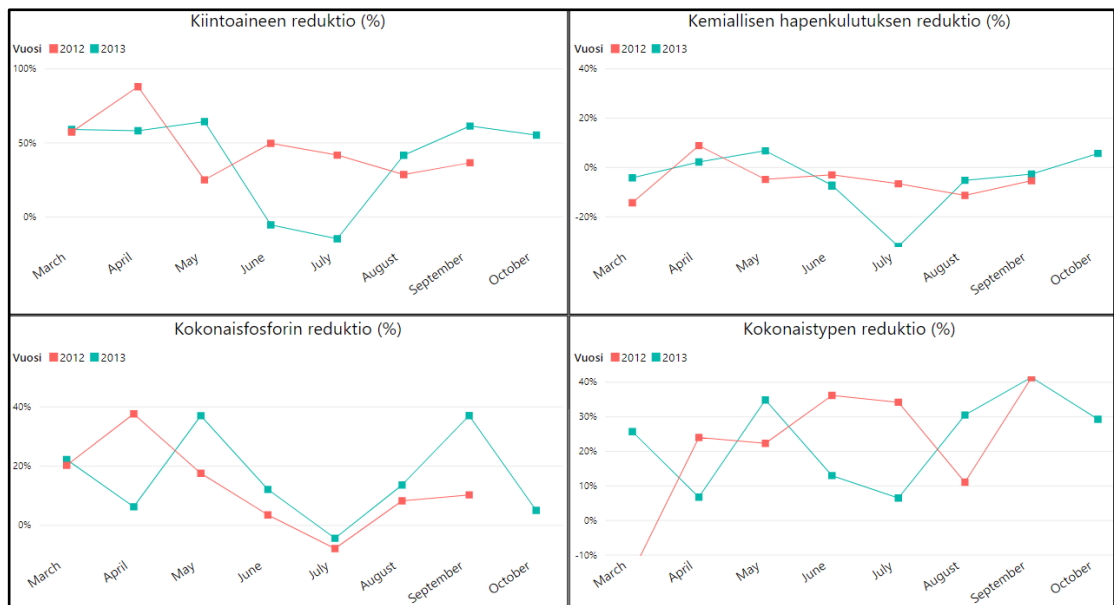 Kiintoaineen reduktio (%)
Vuosi 2012 2013
100%
50%
0%
March April May June July August September October
Kemiallisen hapenkulutuksen reduktio (%)
Vuosi 2012 2013
40%
20%
0%
-20%
March April May June July August September October
Kokonaisfosforin reduktio (%)
Vuosi 2012 2013
40%
20%
0%
March April May June July August September October
Kokonaistypen reduktio (%)
Vuosi 2012 2013
40%
30%
20%
10%
0%
-10%
March April May June July August September October